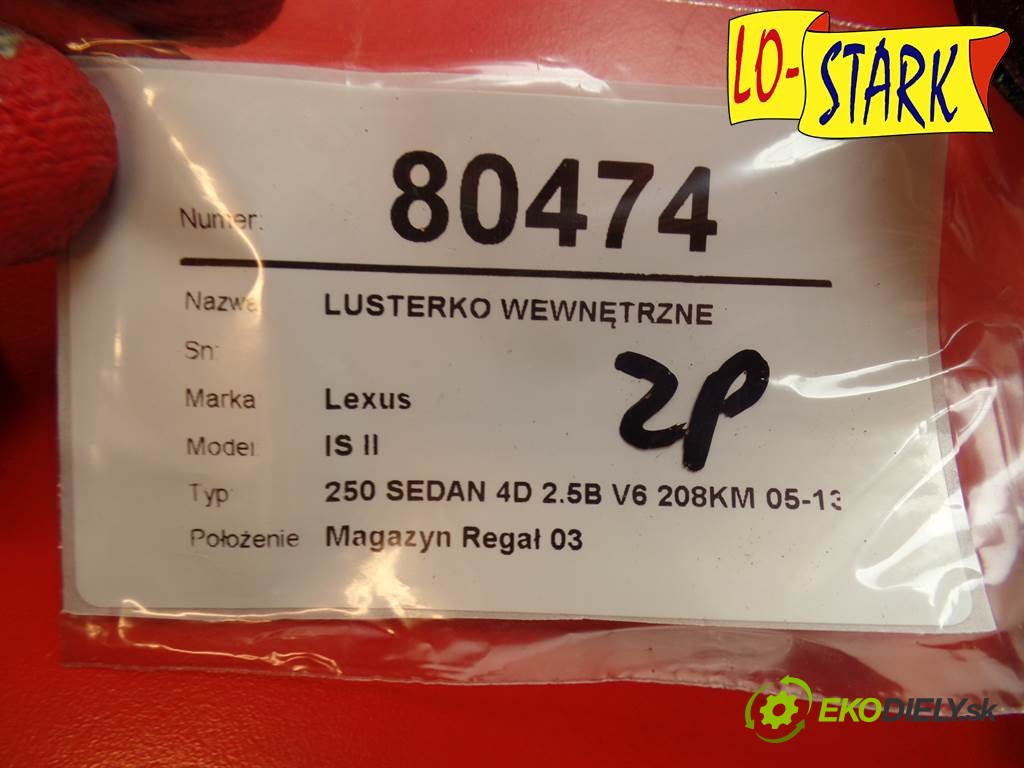 LO-STARK
Numer: 80474
Nazwa LUSTERKO WEWNĘTRZNE
Sn:
Marka Lexus
Model IS II
Typ: 250 SEDAN 4D 2.5B V6 208KM 05-13
Położenie Magazyn Regał 03
ZP
EKODIELY.sk